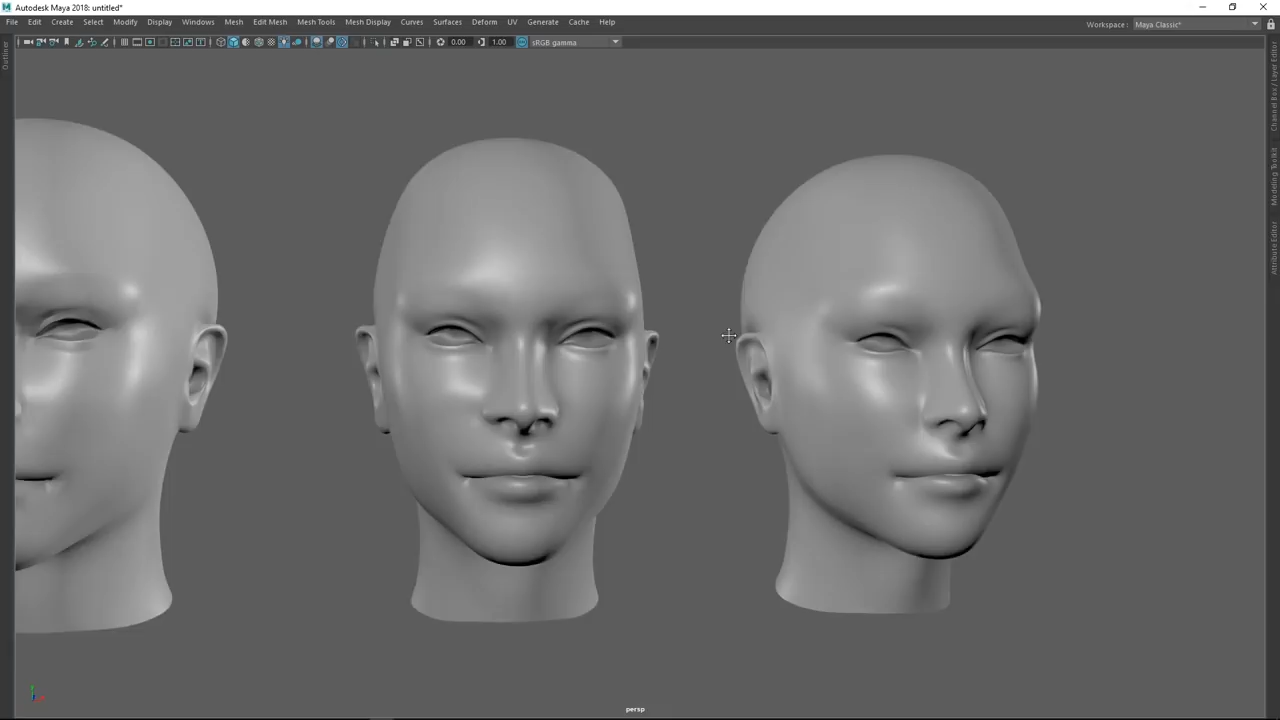 Autodesk Maya 2018: untitled*
File Edit Create Select Modify Display Windows Mesh Edit Mesh Mesh Tools Mesh Display Curves Surfaces Deform UV Generate Cache Help
Workspace : Maya Classic*
0.00 1.00 sRGB gamma
Outliner
Channel Box / Layer Editor
Modeling Toolkit
Attribute Editor
persp